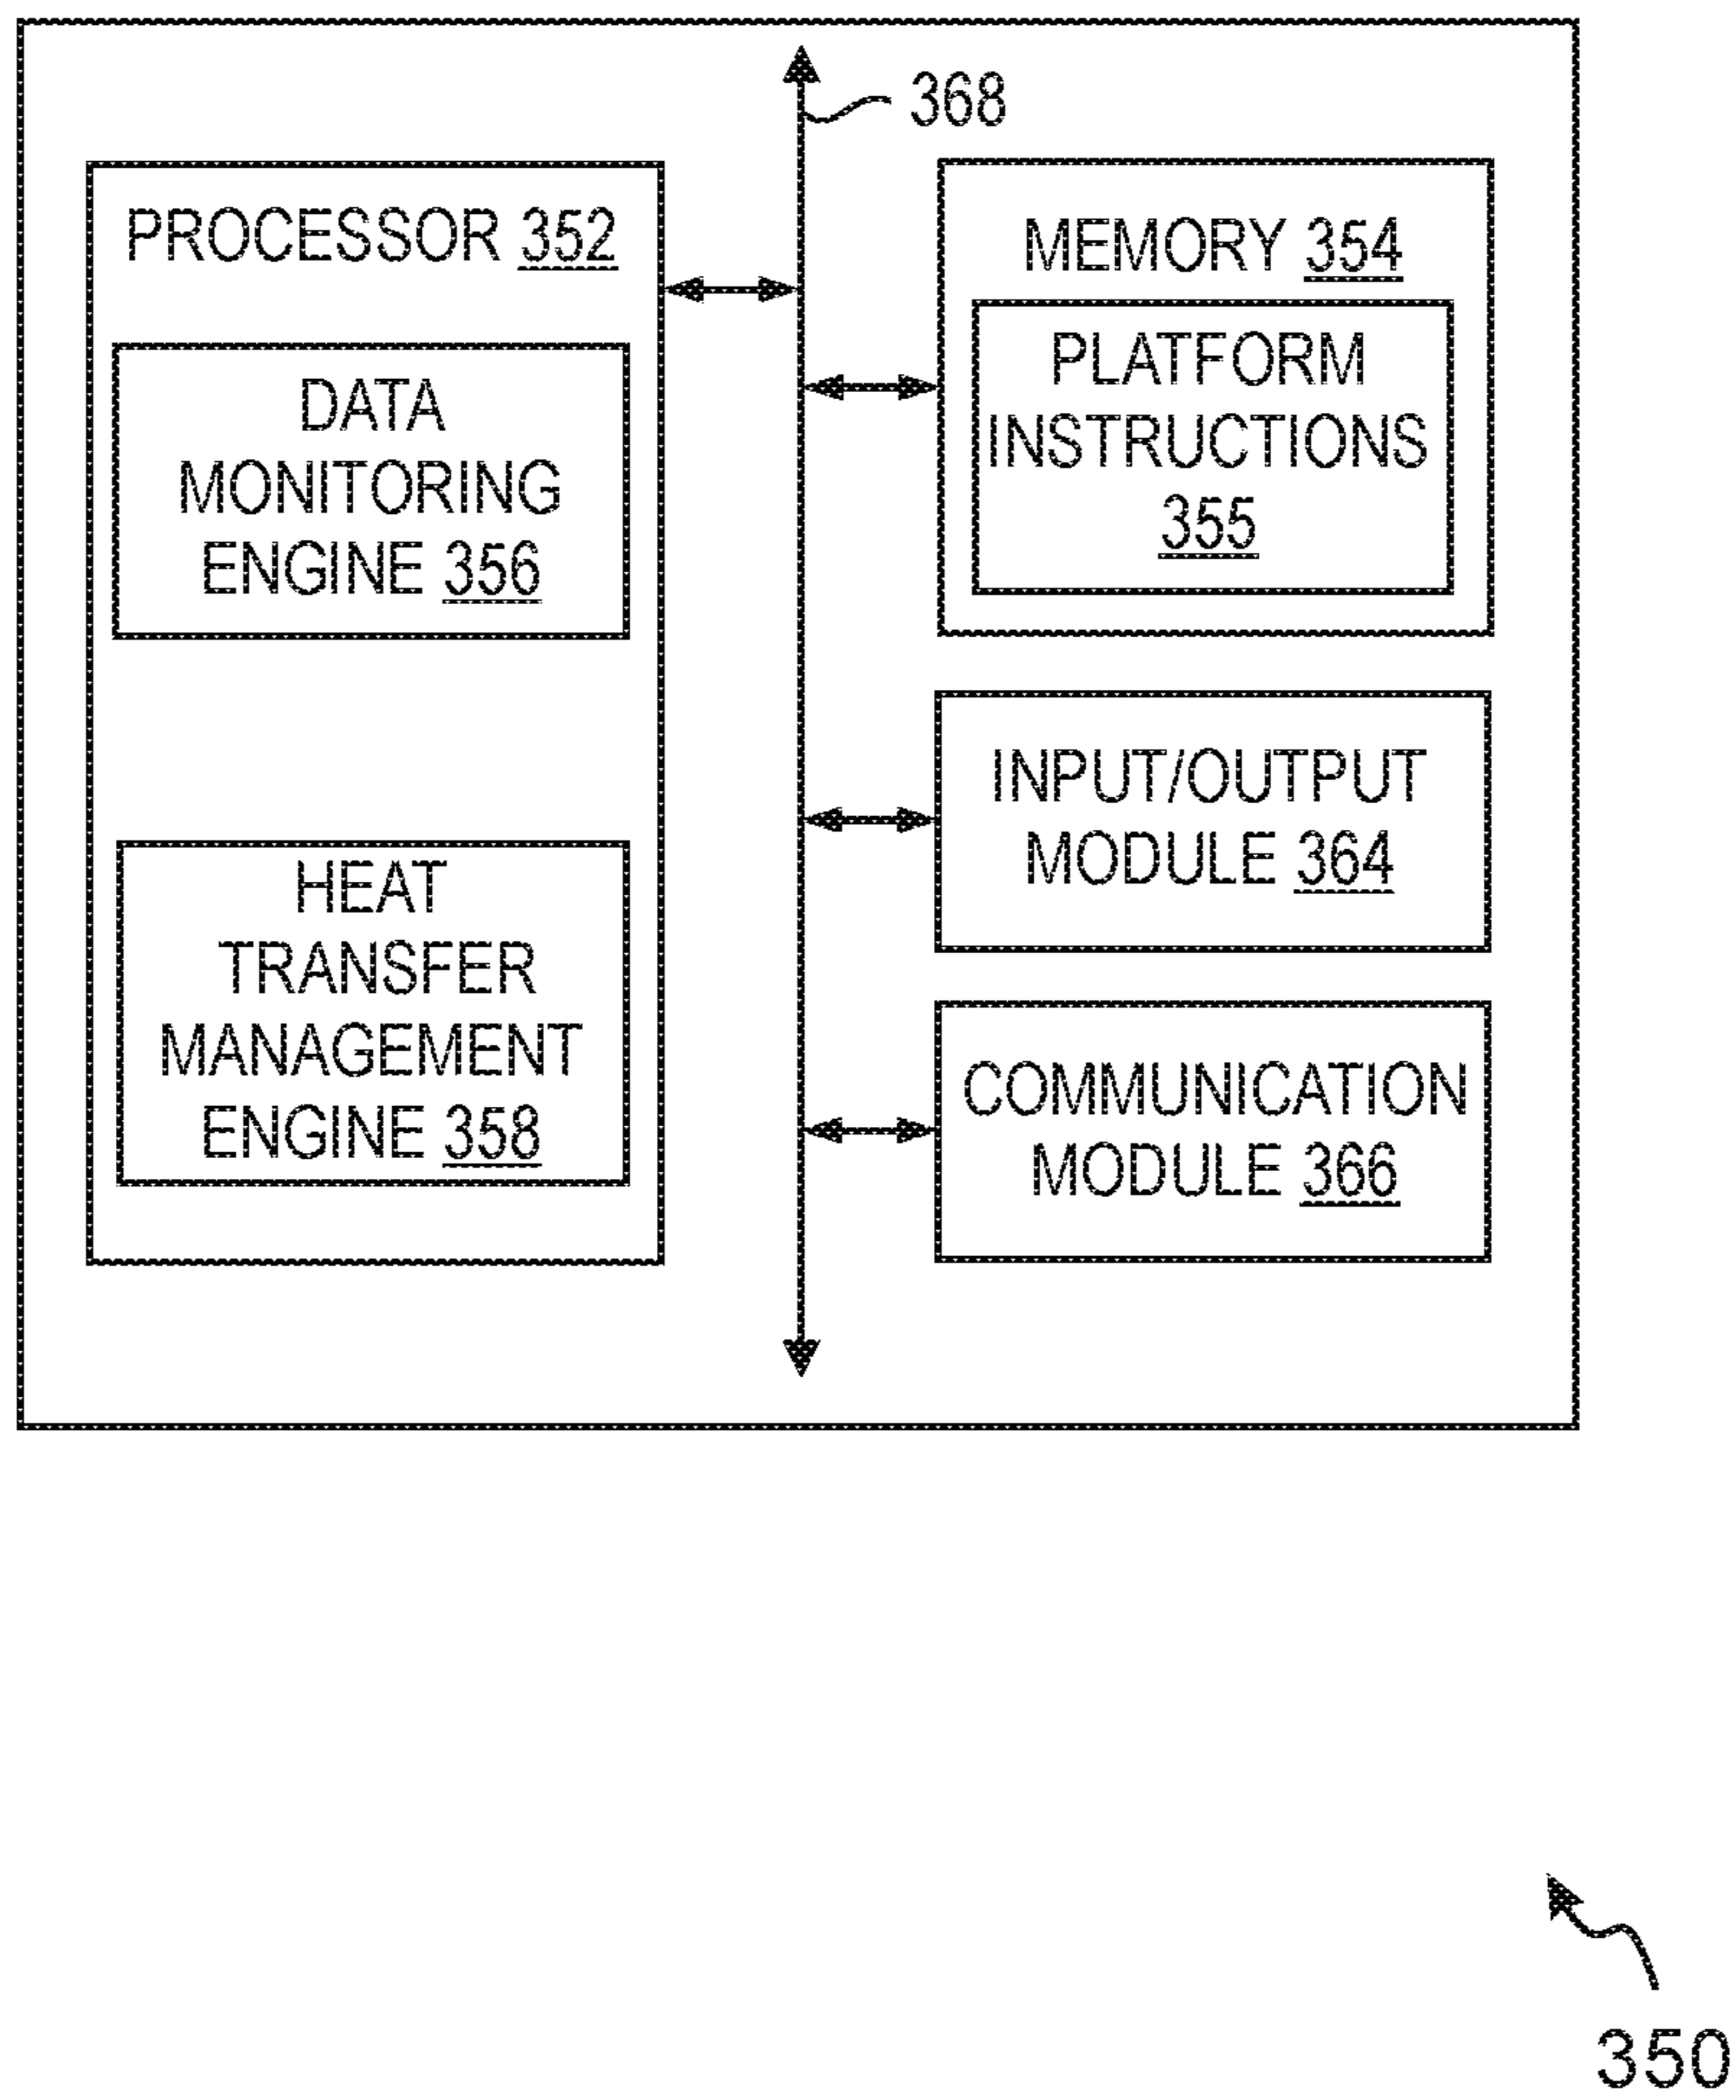 368
PROCESSOR 352
DATA
MONITORING
ENGINE 356
HEAT
TRANSFER
MANAGEMENT
ENGINE 358
MEMORY 354
PLATFORM
INSTRUCTIONS
355
INPUT/OUTPUT
MODULE 364
COMMUNICATION
MODULE 366
350